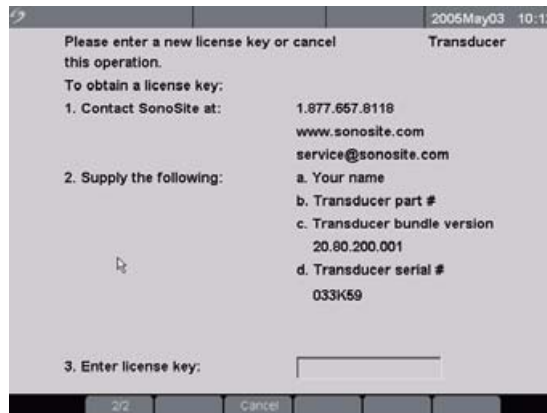 2005May03 10:1
Please enter a new license key or cancel Transducer
this operation.
To obtain a license key:
1. Contact SonoSite at: 1.877.657.8118
www.sonosite.com
service@sonosite.com
2. Supply the following: a. Your name
b. Transducer part #
c. Transducer bundle version
20.80.200.001
d. Transducer serial #
033K59
3. Enter license key:
2/2 Cancel